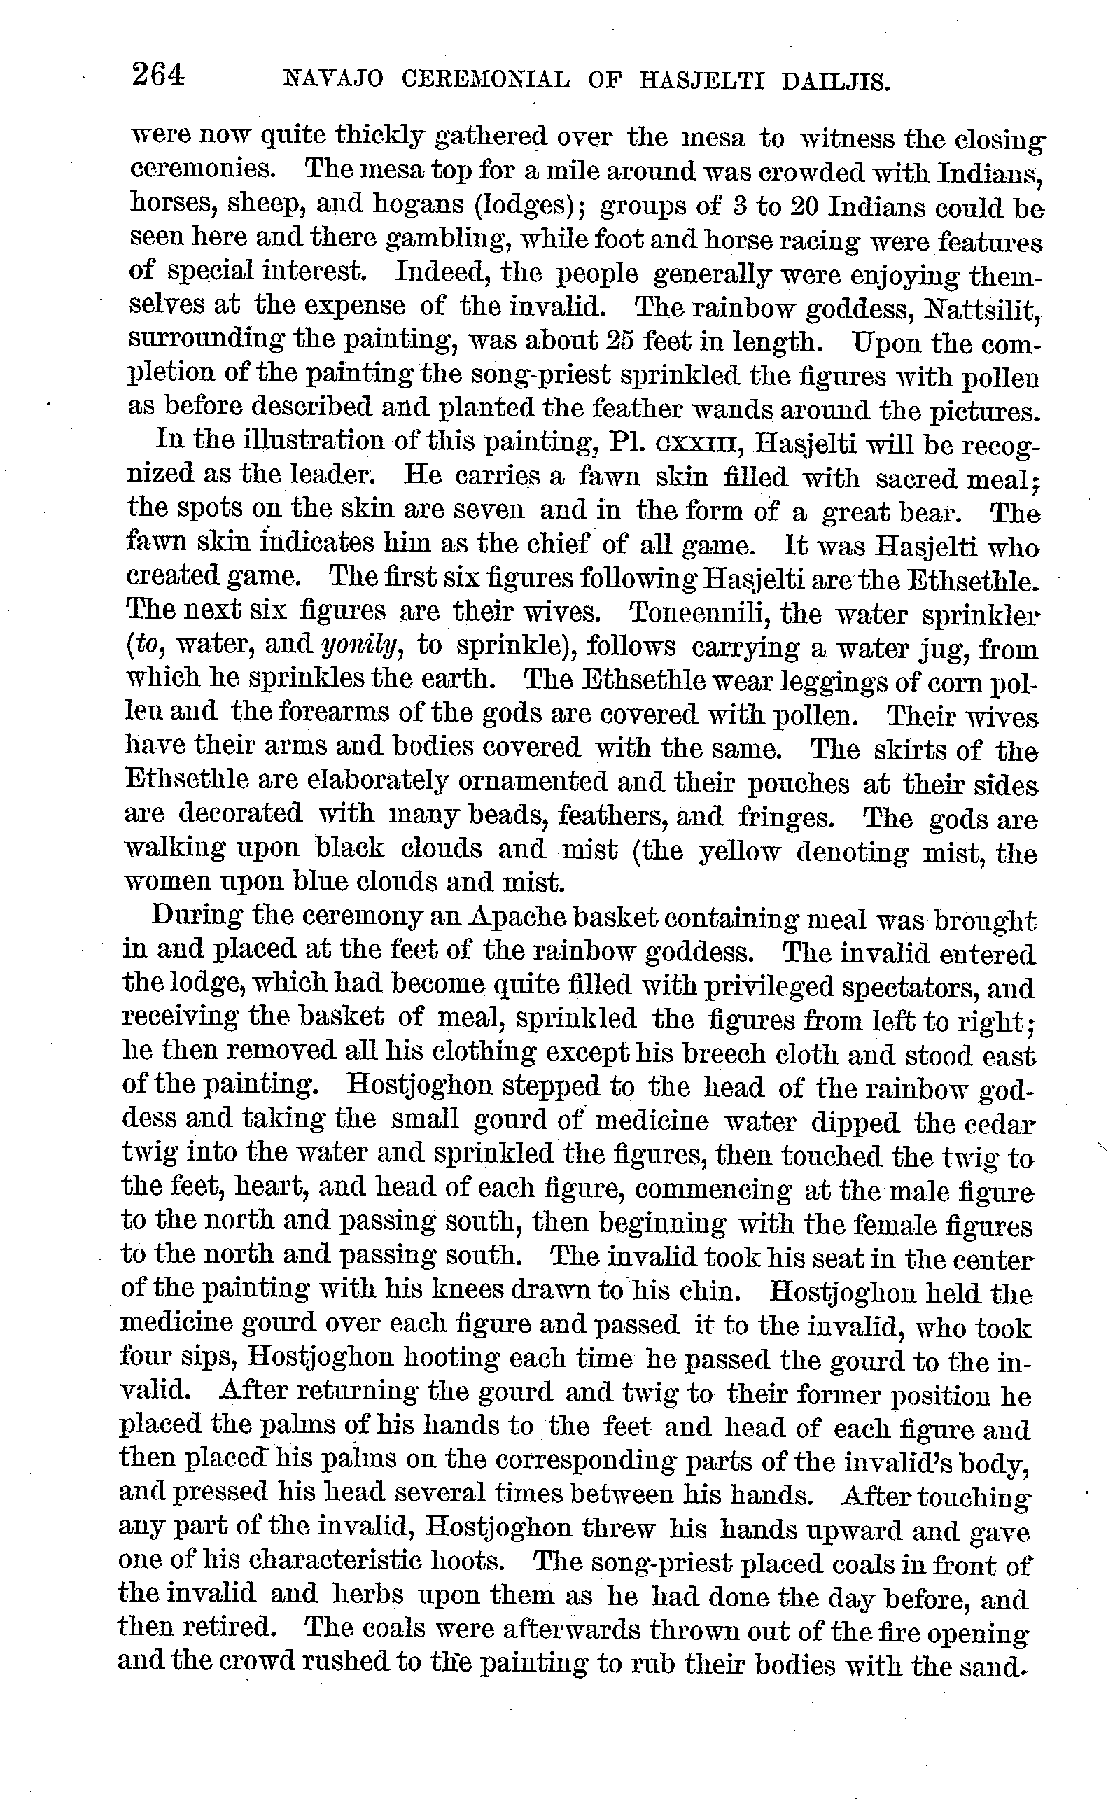 264 NAVAJO CEREMONIAL OF HASJELTI DAILJIS.
were now quite thickly gathered over the mesa to witness the closing
ceremonies. The mesa top for a mile around was crowded with Indians,
horses, sheep, and hogans (lodges); groups of 3 to 20 Indians could be
seen here and there gambling, while foot and horse racing were features
of special interest. Indeed, the people generally were enjoying them-
selves at the expense of the invalid. The rainbow goddess, Nattsilit,
surrounding the painting, was about 25 feet in length. Upon the com-
pletion of the painting the song-priest sprinkled the figures with pollen
as before described and planted the feather wands around the pictures.
In the illustration of this painting, Pl. CXXIII, Hasjelti will be recog-
nized as the leader. He carries a fawn skin filled with sacred meal;
the spots on the skin are seven and in the form of a great bear. The
fawn skin indicates him as the chief of all game. It was Hasjelti who
created game. The first six figures following Hasjelti are the Ethsethle.
The next six figures are their wives. Toneennili, the water sprinkler
(to, water, and yonily, to sprinkle), follows carrying a water jug, from
which he sprinkles the earth. The Ethsethle wear leggings of corn pol-
len and the forearms of the gods are covered with pollen. Their wives
have their arms and bodies covered with the same. The skirts of the
Ethsethle are elaborately ornamented and their pouches at their sides
are decorated with many beads, feathers, and fringes. The gods are
walking upon black clouds and mist (the yellow denoting mist, the
women upon blue clouds and mist.
During the ceremony an Apache basket containing meal was brought
in and placed at the feet of the rainbow goddess. The invalid entered
the lodge, which had become quite filled with privileged spectators, and
receiving the basket of meal, sprinkled the figures from left to right;
he then removed all his clothing except his breech cloth and stood east
of the painting. Hostjoghon stepped to the head of the rainbow god-
dess and taking the small gourd of medicine water dipped the cedar
twig into the water and sprinkled the figures, then touched the twig to
the feet, heart, and head of each figure, commencing at the male figure
to the north and passing south, then beginning with the female figures
to the north and passing south. The invalid took his seat in the center
of the painting with his knees drawn to his chin. Hostjoghon held the
medicine gourd over each figure and passed it to the invalid, who took
four sips, Hostjoghon hooting each time he passed the gourd to the in-
valid. After returning the gourd and twig to their former position he
placed the palms of his hands to the feet and head of each figure and
then placed his palms on the corresponding parts of the invalid's body,
and pressed his head several times between his hands. After touching
any part of the invalid, Hostjoghon threw his hands upward and gave
one of his characteristic hoots. The song-priest placed coals in front of
the invalid and herbs upon them as he had done the day before, and
then retired. The coals were afterwards thrown out of the fire opening
and the crowd rushed to the painting to rub their bodies with the sand.